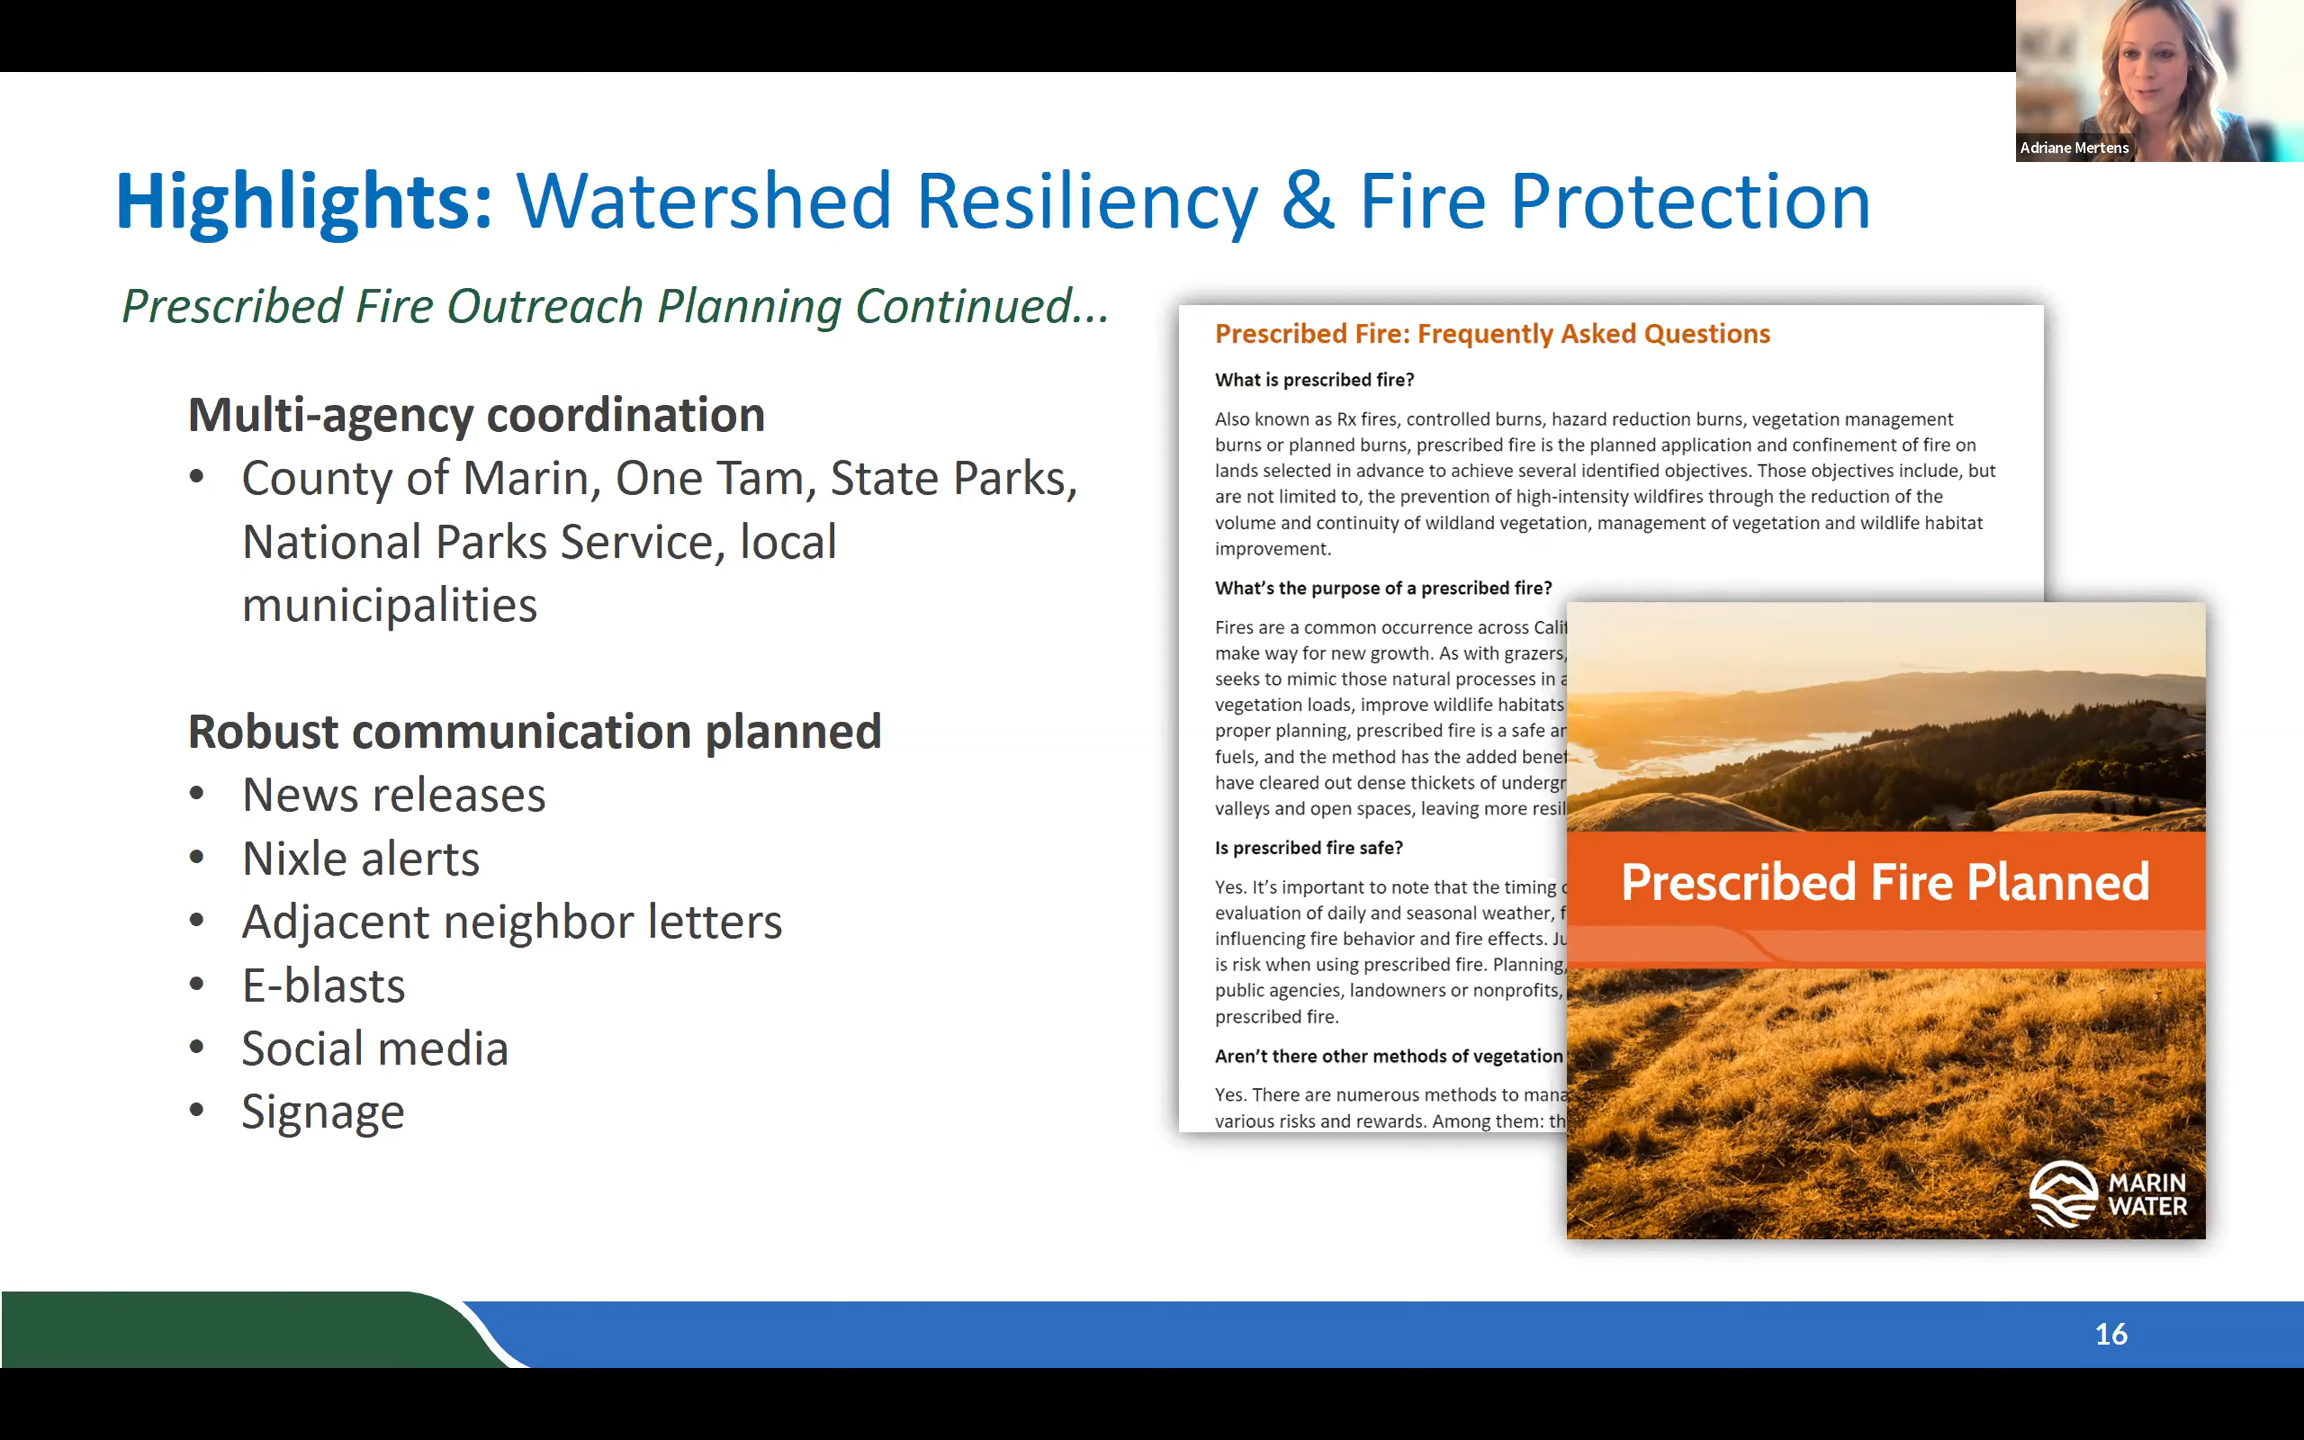 Adriane Mertens
Highlights: Watershed Resiliency & Fire Protection
Prescribed Fire Outreach Planning Continued...
Multi-agency coordination
• County of Marin, One Tam, State Parks,
National Parks Service, local
municipalities
Robust communication planned
• News releases
• Nixle alerts
• Adjacent neighbor letters
• E-blasts
• Social media
• Signage
Prescribed Fire: Frequently Asked Questions
What is prescribed fire?
Also known as Rx fires, controlled burns, hazard reduction burns, vegetation management
burns or planned burns, prescribed fire is the planned application and confinement of fire on
lands selected in advance to achieve several identified objectives. Those objectives include, but
are not limited to, the prevention of high-intensity wildfires through the reduction of the
volume and continuity of wildland vegetation, management of vegetation and wildlife habitat
improvement.
What's the purpose of a prescribed fire?
Fires are a common occurrence across
make way for new growth. As with grazers,
seeks to mimic those natural processes in
vegetation loads, improve wildlife habitats
proper planning, prescribed fire is a safe
fuels, and the method has the added
have cleared out dense thickets of
valleys and open spaces, leaving more
Is prescribed fire safe?
Yes. It's important to note that the timing
evaluation of daily and seasonal weather,
influencing fire behavior and fire effects.
is risk when using prescribed fire. Planning,
public agencies, landowners or nonprofits,
prescribed fire.
Aren't there other methods of vegetation
Yes. There are numerous methods to
various risks and rewards. Among them:
Prescribed Fire Planned
MARIN
WATER
16